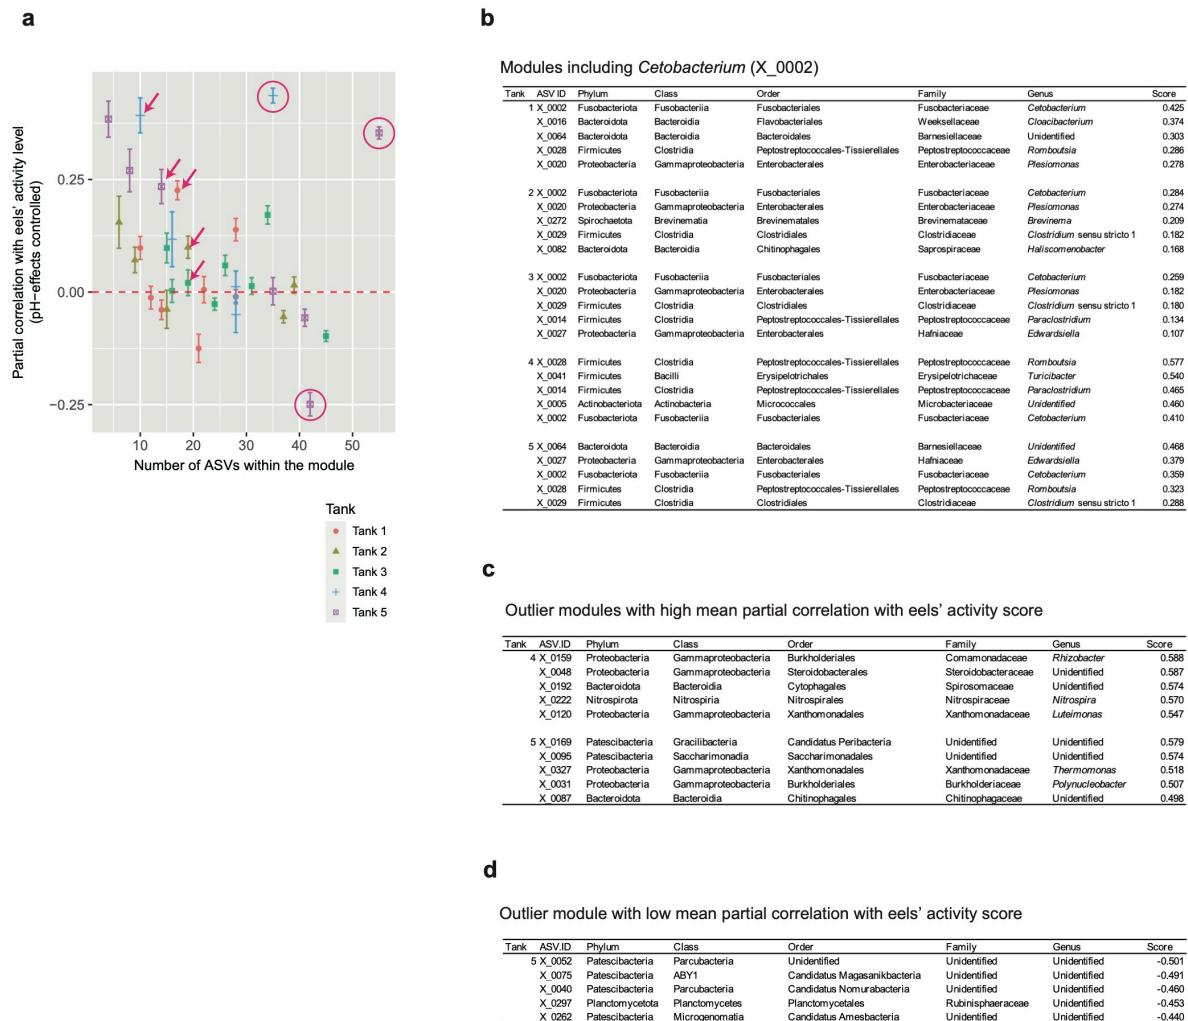 a
Partial correlation with eels' activity level
(pH−effects controlled)
0.25
0.00
−0.25
10 20 30 40 50
Number of ASVs within the module
Tank
Tank 1
Tank 2
Tank 3
Tank 4
Tank 5
b
Modules including Cetobacterium (X_0002)
Tank ASV ID Phylum Class Order Family Genus Score
1 X_0002 Fusobacteriota Fusobacteriia Fusobacteriales Fusobacteriaceae Cetobacterium 0.425
X_0016 Bacteroidota Bacteroidia Flavobacteriales Weeksellaceae Cloacibacterium 0.374
X_0064 Bacteroidota Bacteroidia Bacteroidales Barnesiellaceae Unidentified 0.303
X_0028 Firmicutes Clostridia Peptostreptococcales-Tissierellales Peptostreptococcaceae Romboutsia 0.286
X_0020 Proteobacteria Gammaproteobacteria Enterobacterales Enterobacteriaceae Plesiomonas 0.278
2 X_0002 Fusobacteriota Fusobacteriia Fusobacteriales Fusobacteriaceae Cetobacterium 0.284
X_0020 Proteobacteria Gammaproteobacteria Enterobacterales Enterobacteriaceae Plesiomonas 0.274
X_0272 Spirochaetota Brevinematia Brevinematales Brevinemataceae Brevinema 0.209
X_0029 Firmicutes Clostridia Clostridiales Clostridiaceae Clostridium sensu stricto 1 0.182
X_0082 Bacteroidota Bacteroidia Chitinophagales Saprospiraceae Haliscomenobacter 0.168
3 X_0002 Fusobacteriota Fusobacteriia Fusobacteriales Fusobacteriaceae Cetobacterium 0.259
X_0020 Proteobacteria Gammaproteobacteria Enterobacterales Enterobacteriaceae Plesiomonas 0.182
X_0029 Firmicutes Clostridia Clostridiales Clostridiaceae Clostridium sensu stricto 1 0.180
X_0014 Firmicutes Clostridia Peptostreptococcales-Tissierellales Peptostreptococcaceae Paraclostridium 0.134
X_0027 Proteobacteria Gammaproteobacteria Enterobacterales Hafniaceae Edwardsiella 0.107
4 X_0028 Firmicutes Clostridia Peptostreptococcales-Tissierellales Peptostreptococcaceae Romboutsia 0.577
X_0041 Firmicutes Bacilli Erysipelotrichales Erysipelotrichaceae Turicibacter 0.540
X_0014 Firmicutes Clostridia Peptostreptococcales-Tissierellales Peptostreptococcaceae Paraclostridium 0.465
X_0005 Actinobacteriota Actinobacteria Micrococcales Microbacteriaceae Unidentified 0.460
X_0002 Fusobacteriota Fusobacteriia Fusobacteriales Fusobacteriaceae Cetobacterium 0.410
5 X_0064 Bacteroidota Bacteroidia Bacteroidales Barnesiellaceae Unidentified 0.468
X_0027 Proteobacteria Gammaproteobacteria Enterobacterales Hafniaceae Edwardsiella 0.379
X_0002 Fusobacteriota Fusobacteriia Fusobacteriales Fusobacteriaceae Cetobacterium 0.359
X_0028 Firmicutes Clostridia Peptostreptococcales-Tissierellales Peptostreptococcaceae Romboutsia 0.323
X_0029 Firmicutes Clostridia Clostridiales Clostridiaceae Clostridium sensu stricto 1 0.288
c
Outlier modules with high mean partial correlation with eels' activity score
Tank ASV.ID Phylum Class Order Family Genus Score
4 X_0159 Proteobacteria Gammaproteobacteria Burkholderiales Comamonadaceae Rhizobacter 0.588
X_0048 Proteobacteria Gammaproteobacteria Steroidobacterales Steroidobacteraceae Unidentified 0.587
X_0192 Bacteroidota Bacteroidia Cytophagales Spirosomaceae Unidentified 0.574
X_0222 Nitrospirota Nitrospiria Nitrospirales Nitrospiraceae Nitrospira 0.570
X_0120 Proteobacteria Gammaproteobacteria Xanthomonadales Xanthomonadaceae Luteimonas 0.547
5 X_0169 Patescibacteria Gracilibacteria Candidatus Peribacteria Unidentified Unidentified 0.579
X_0095 Patescibacteria Saccharimonadia Saccharimonadales Unidentified Unidentified 0.574
X_0327 Proteobacteria Gammaproteobacteria Xanthomonadales Xanthomonadaceae Thermomonas 0.518
X_0031 Proteobacteria Gammaproteobacteria Burkholderiales Burkholderiaceae Polynucleobacter 0.507
X_0087 Bacteroidota Bacteroidia Chitinophagales Chitinophagaceae Unidentified 0.498
d
Outlier module with low mean partial correlation with eels' activity score
Tank ASV.ID Phylum Class Order Family Genus Score
5 X_0052 Patescibacteria Parcubacteria Unidentified Unidentified Unidentified -0.501
X_0075 Patescibacteria ABY1 Candidatus Magasanikbacteria Unidentified Unidentified -0.491
X_0040 Patescibacteria Parcubacteria Candidatus Nomurabacteria Unidentified Unidentified -0.460
X_0297 Planctomycetota Planctomycetes Planctomycetales Rubinisphaeraceae Unidentified -0.453
X_0262 Patescibacteria Microgenomatia Candidatus Amesbacteria Unidentified Unidentified -0.440